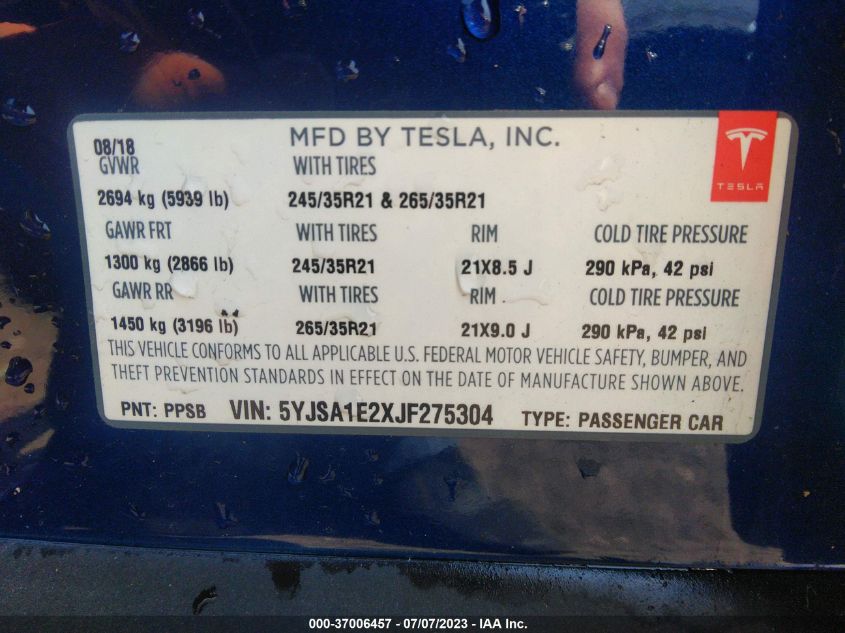 08/18 MFD BY TESLA, INC.
GVWR WITH TIRES
TESLA
2694 kg (5939 lb) 245/35R21 & 265/35R21
GAWR FRT WITH TIRES RIM COLD TIRE PRESSURE
1300 kg (2866 lb) 245/35R21 21X8.5 J 290 kPa, 42 psi
GAWR RR WITH TIRES RIM COLD TIRE PRESSURE
1450 kg (3196 lb) 265/35R21 21X9.0 J 290 kPa, 42 psi
THIS VEHICLE CONFORMS TO ALL APPLICABLE U.S. FEDERAL MOTOR VEHICLE SAFETY, BUMPER, AND
THEFT PREVENTION STANDARDS IN EFFECT ON THE DATE OF MANUFACTURE SHOWN ABOVE.
PNT: PPSB VIN: 5YJSA1E2XJF275304 TYPE: PASSENGER CAR
000-37006457 - 07/07/2023 - IAA Inc.